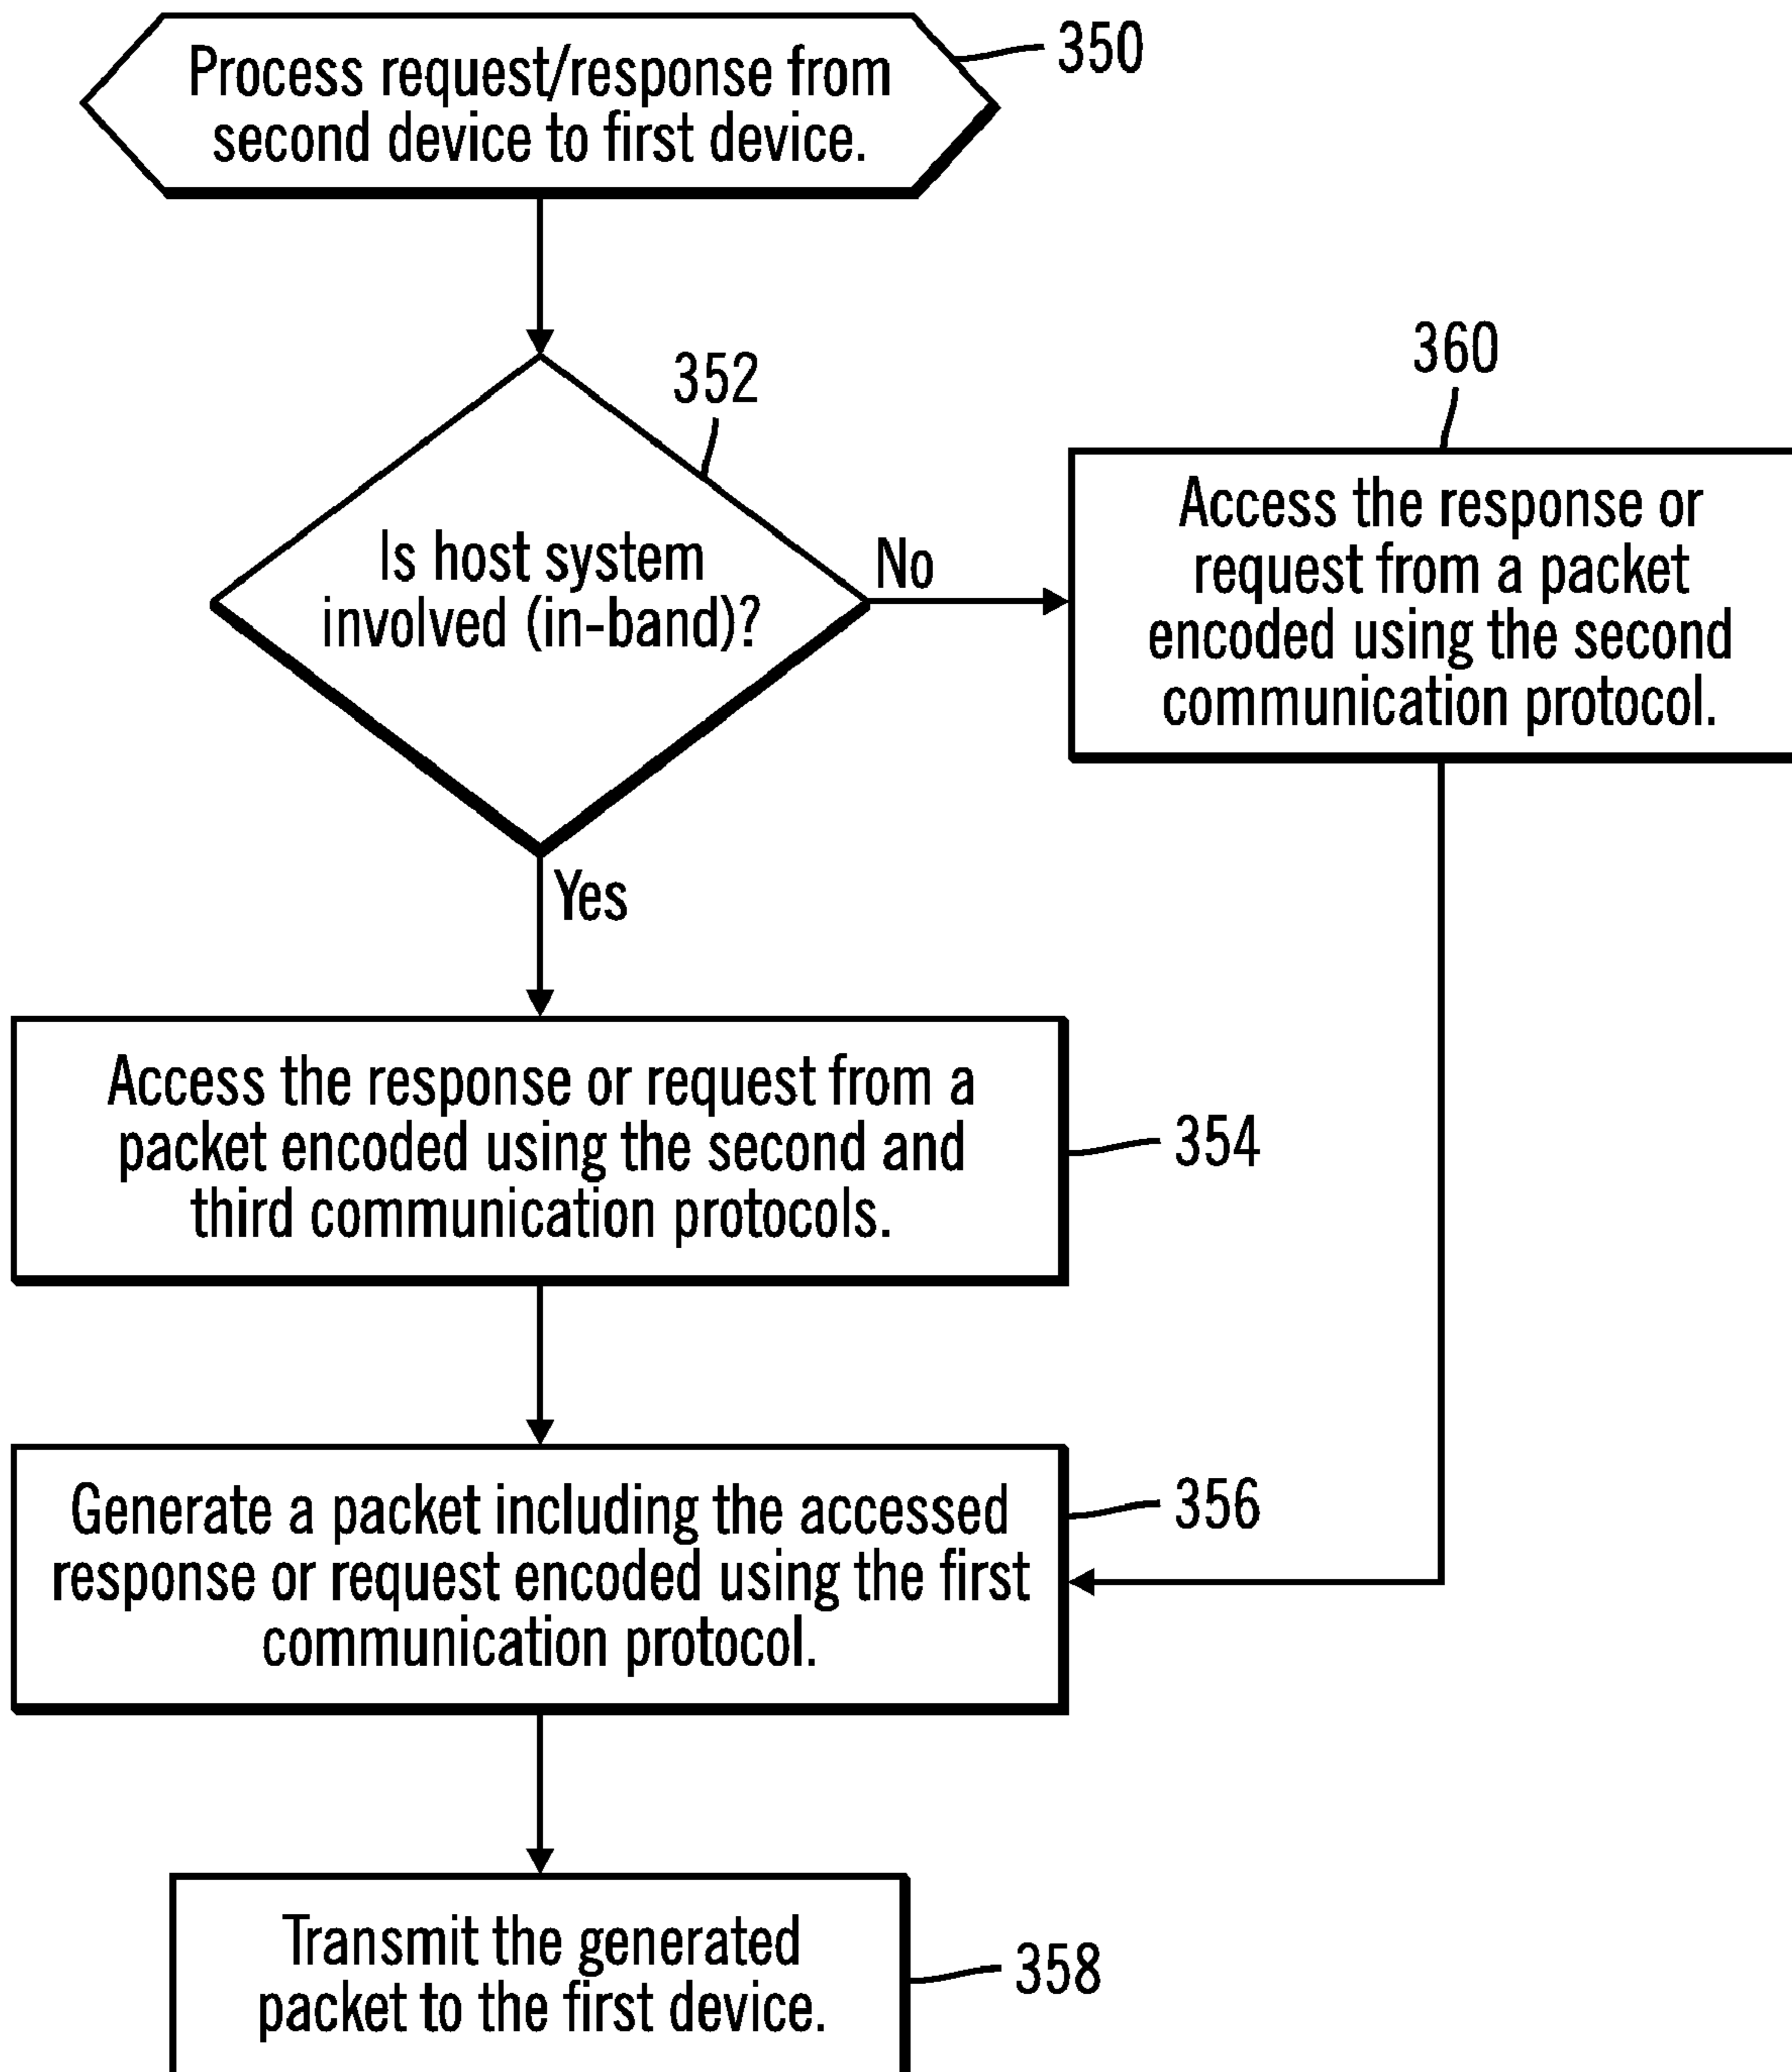 Process request/response from
second device to first device.
350
352
Is host system
involved (in-band)?
No
Yes
360
Access the response or
request from a packet
encoded using the second
communication protocol.
Access the response or request from a
packet encoded using the second and
third communication protocols.
354
Generate a packet including the accessed
response or request encoded using the first
communication protocol.
356
Transmit the generated
packet to the first device.
358